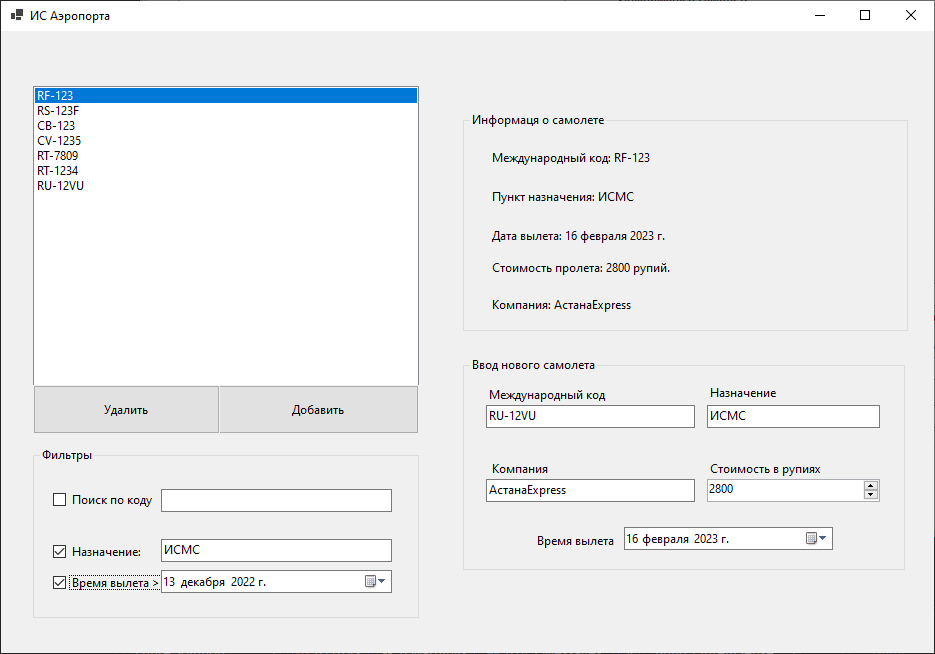 ИС Аэропорта
RF-123
RS-123F
CB-123
CV-1235
RT-7809
RT-1234
RU-12VU
Удалить
Добавить
Фильтры
Поиск по коду
Назначение:
ИСМС
Время вылета >
13 декабря 2022 г.
Информаця о самолете
Международный код: RF-123
Пункт назначения: ИСМС
Дата вылета: 16 февраля 2023 г.
Стоимость пролета: 2800 рупий.
Компания: АстанаExpress
Ввод нового самолета
Международный код
Назначение
RU-12VU
ИСМС
Компания
Стоимость в рупиях
АстанаExpress
2800
Время вылета
16 февраля 2023 г.